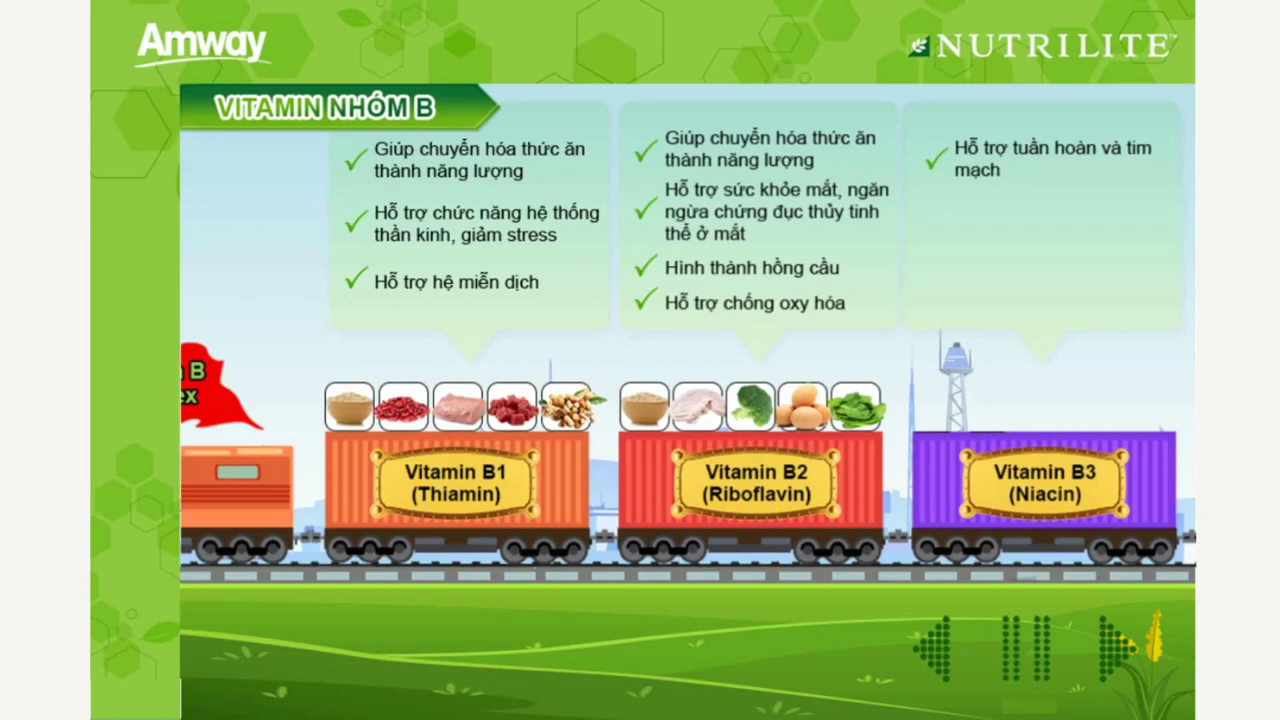 Amway
NUTRILITE
VITAMIN NHÓM B
Giúp chuyển hóa thức ăn
thành năng lượng
Hỗ trợ chức năng hệ thống
thần kinh, giảm stress
Hỗ trợ hệ miễn dịch
Giúp chuyển hóa thức ăn
thành năng lượng
Hỗ trợ sức khỏe mắt, ngăn
ngừa chứng đục thủy tinh
thể ở mắt
Hình thành hồng cầu
Hỗ trợ chống oxy hóa
Hỗ trợ tuần hoàn và tim
mạch
B
ex
Vitamin B1
(Thiamin)
Vitamin B2
(Riboflavin)
Vitamin B3
(Niacin)